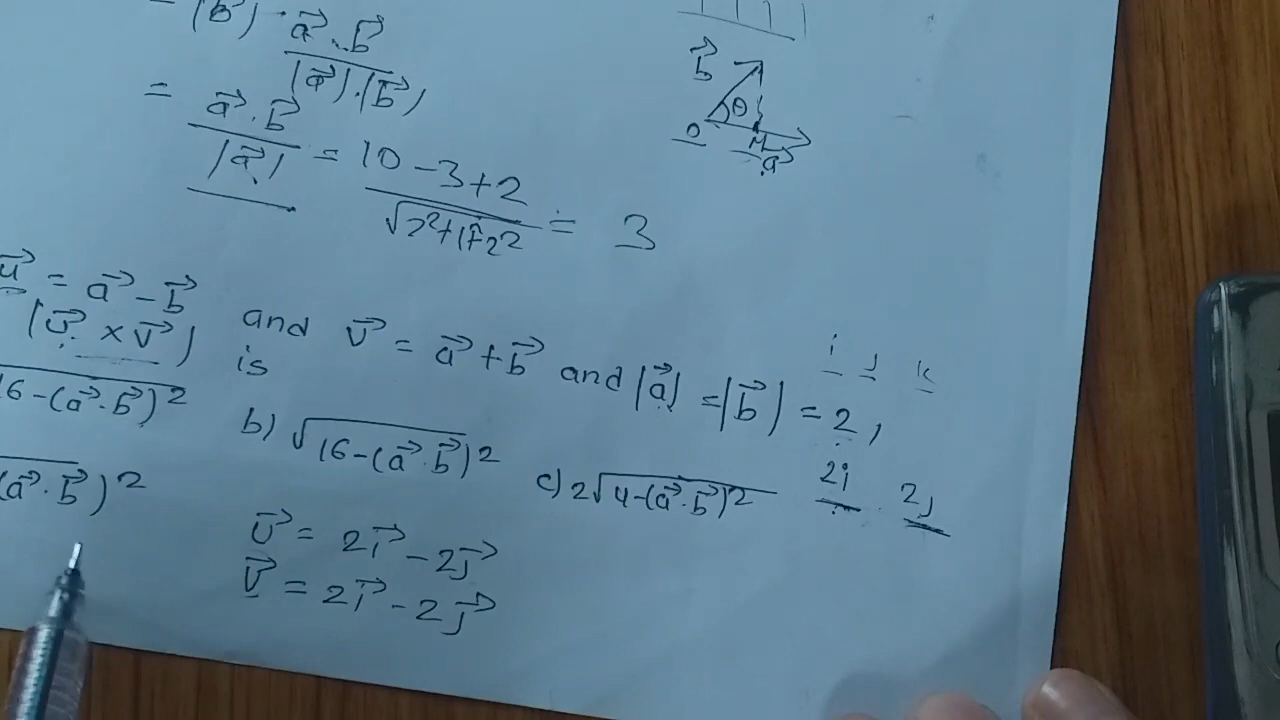 = |b⃗| · a⃗ · b⃗ / |a⃗| · |b⃗|
= a⃗ · b⃗ / |a⃗| = 10 - 3 + 2 / √2²+1²+2² = 3
b⃗
θ
O M
a⃗
u⃗ = a⃗ - b⃗ and v⃗ = a⃗ + b⃗ and |a⃗| = |b⃗| = 2,
|u⃗ × v⃗| is
i j k
16 - (a⃗ · b⃗)²
b) √16 - (a⃗ · b⃗)²
c) 2√4 - (a⃗ · b⃗)²
2i 2j
(a⃗ · b⃗)²
u⃗ = 2i⃗ - 2j⃗
v⃗ = 2i⃗ - 2j⃗